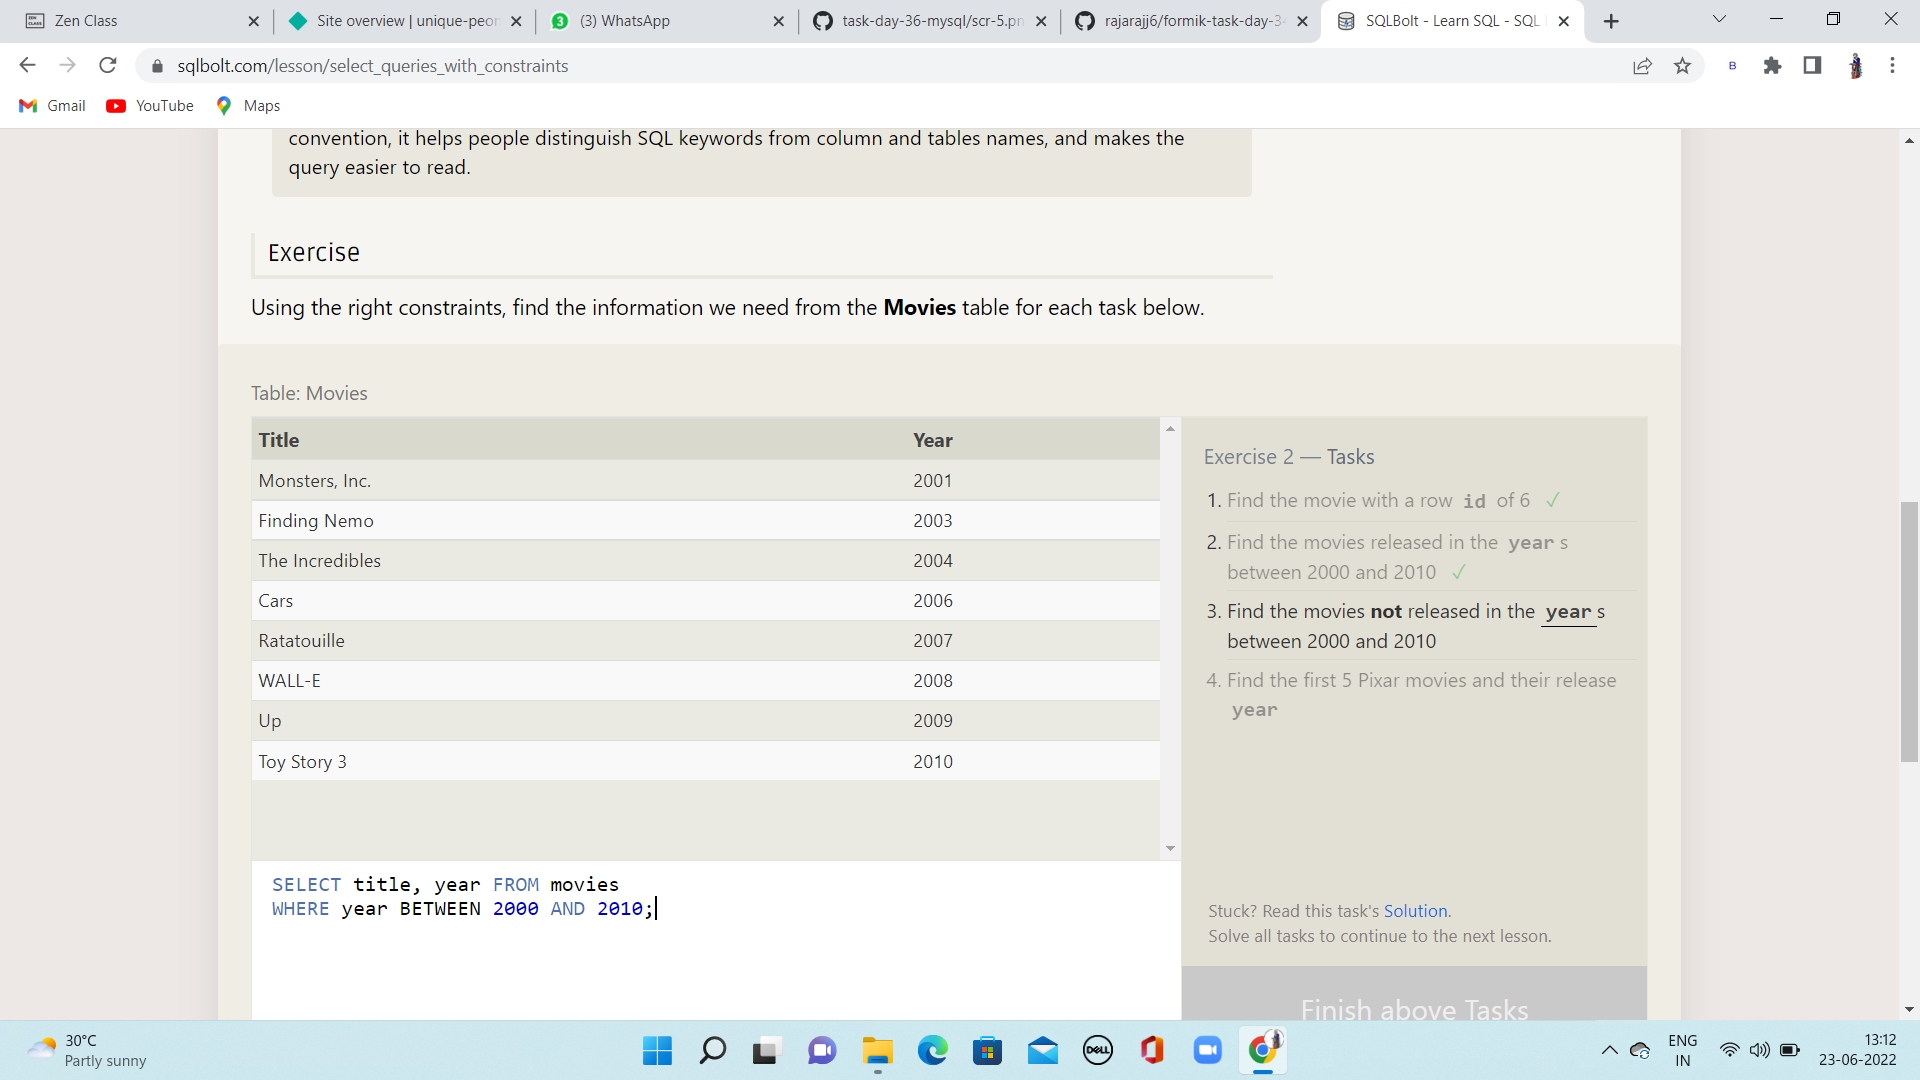 Zen Class
Site overview | unique-peon
(3) WhatsApp
task-day-36-mysql/scr-5.pn
rajarajj6/formik-task-day-34
SQLBolt - Learn SQL - SQL
sqlbolt.com/lesson/select_queries_with_constraints
B
Gmail
YouTube
Maps
convention, it helps people distinguish SQL keywords from column and tables names, and makes the
query easier to read.
Exercise
Using the right constraints, find the information we need from the Movies table for each task below.
Table: Movies
Title Year
Monsters, Inc. 2001
Finding Nemo 2003
The Incredibles 2004
Cars 2006
Ratatouille 2007
WALL-E 2008
Up 2009
Toy Story 3 2010
SELECT title, year FROM movies
WHERE year BETWEEN 2000 AND 2010;
Exercise 2 — Tasks
1. Find the movie with a row id of 6 ✓
2. Find the movies released in the year s
between 2000 and 2010 ✓
3. Find the movies not released in the year s
between 2000 and 2010
4. Find the first 5 Pixar movies and their release
year
Stuck? Read this task's Solution.
Solve all tasks to continue to the next lesson.
Finish above Tasks
30°C
Partly sunny
DELL
ENG
IN
13:12
23-06-2022